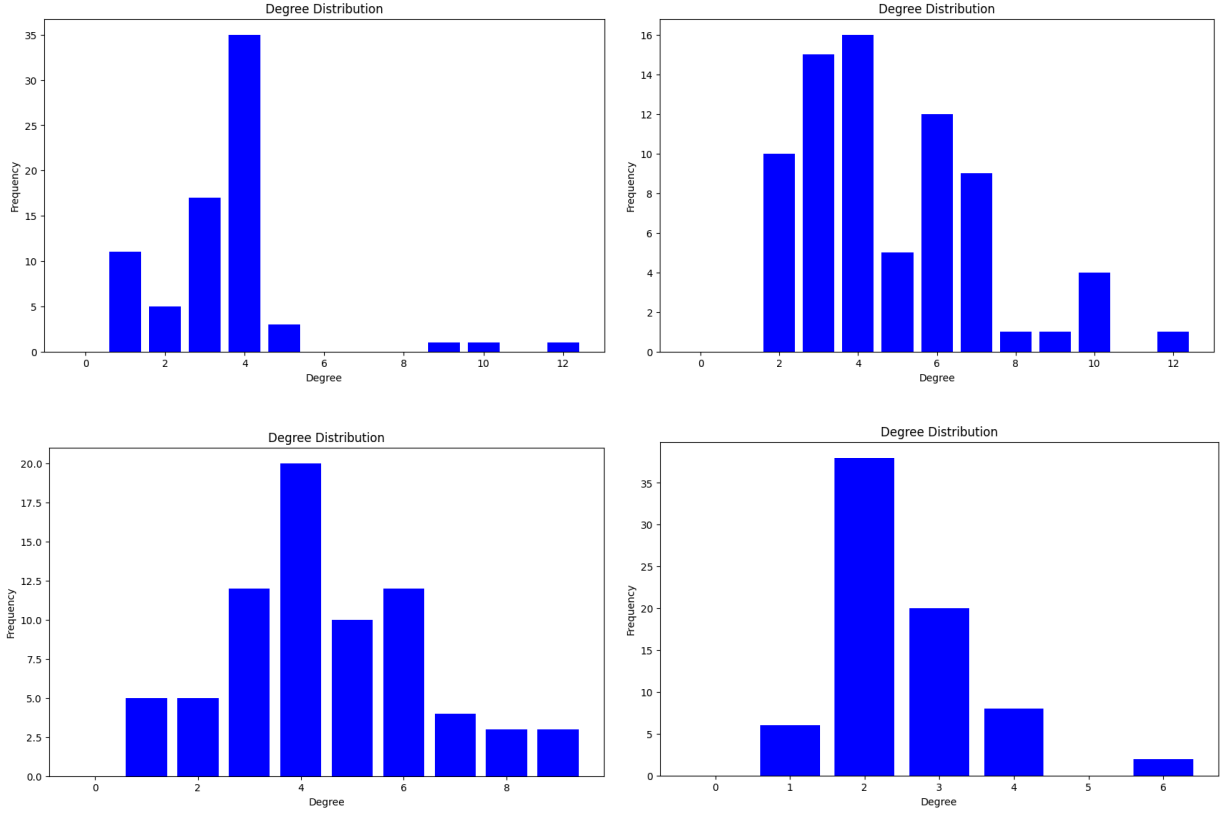 Degree Distribution
35
30
25
20
15
10
5
0
Frequency
0 2 4 6 8 10 12
Degree
Degree Distribution
16
14
12
10
8
6
4
2
0
Frequency
0 2 4 6 8 10 12
Degree
Degree Distribution
20.0
17.5
15.0
12.5
10.0
7.5
5.0
2.5
0.0
Frequency
0 2 4 6 8
Degree
Degree Distribution
35
30
25
20
15
10
5
0
Frequency
0 1 2 3 4 5 6
Degree